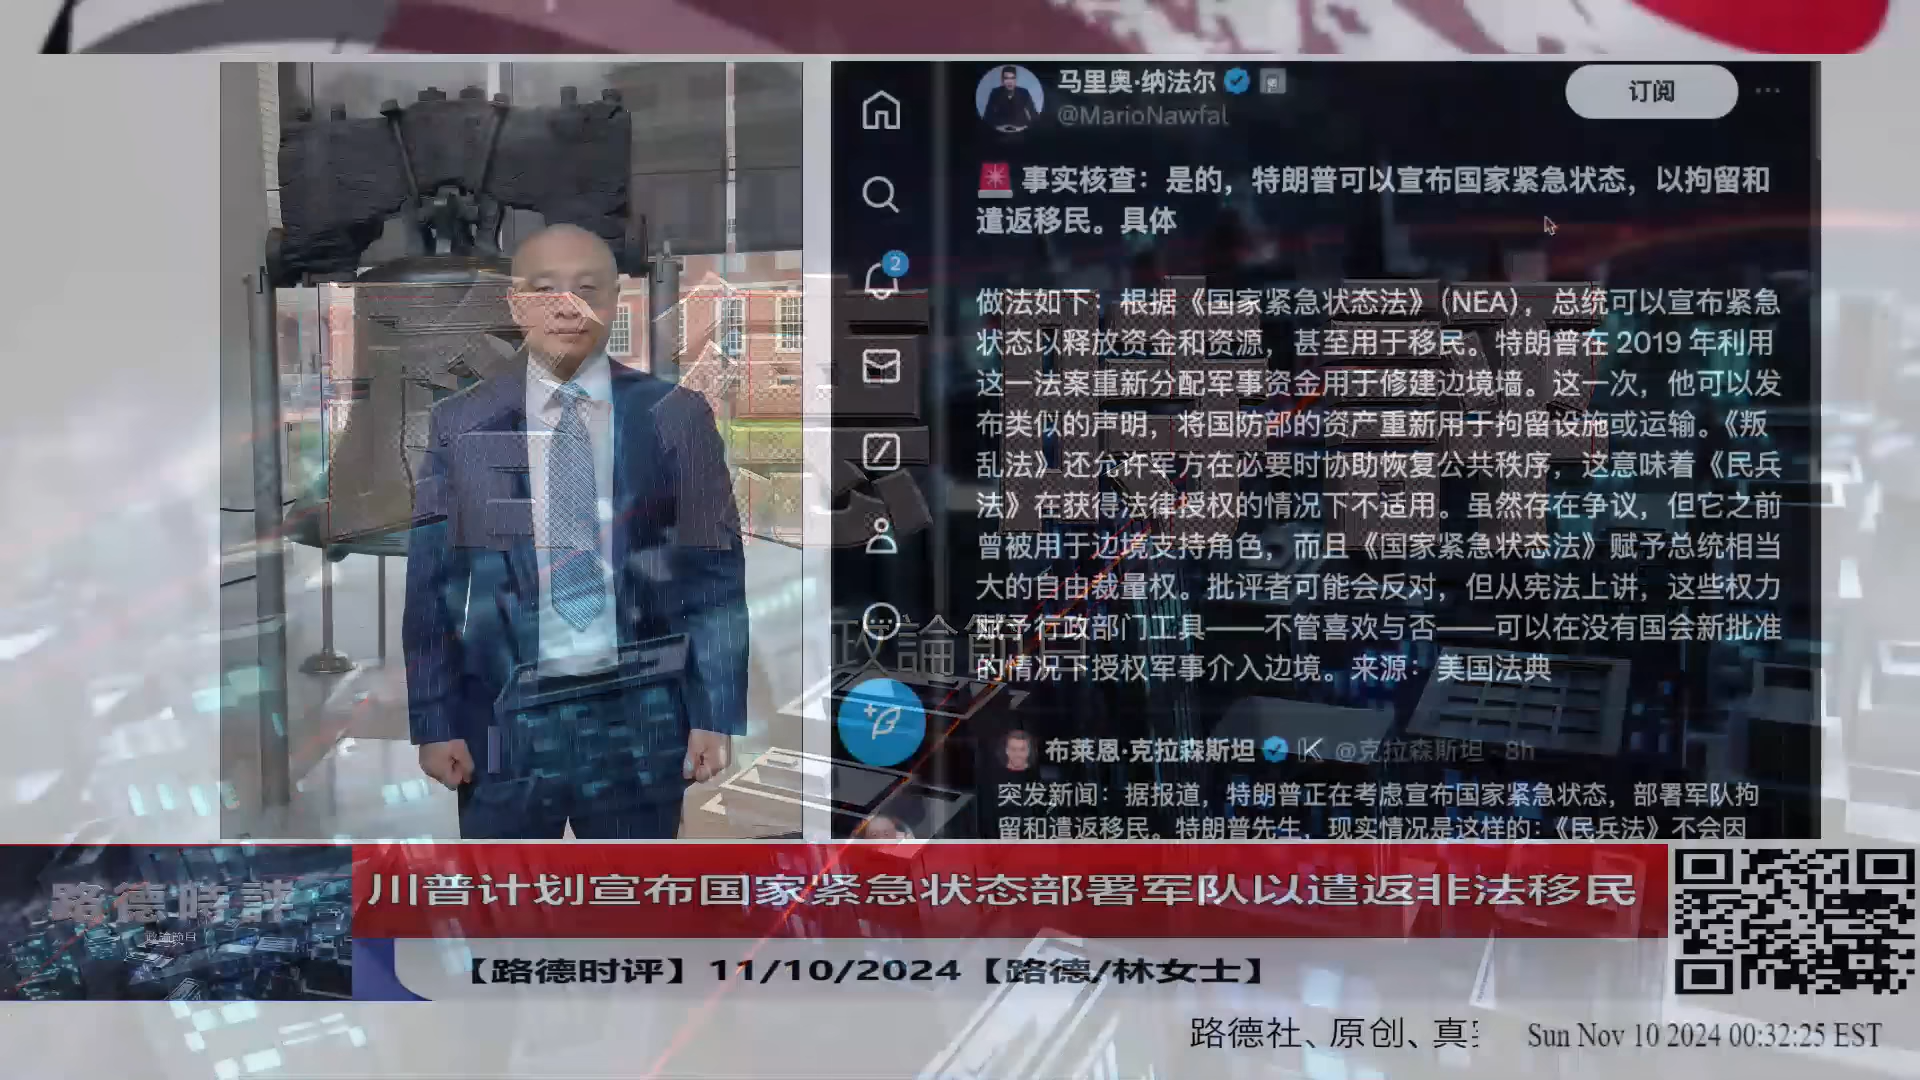 马里奥·纳法尔
@MarioNawfal
订阅
🚨 事实核查：是的，特朗普可以宣布国家紧急状态，以拘留和
遣返移民。具体
2
做法如下：根据《国家紧急状态法》(NEA)，总统可以宣布紧急
状态以释放资金和资源，甚至用于移民。特朗普在 2019 年利用
这一法案重新分配军事资金用于修建边境墙。这一次，他可以发
布类似的声明，将国防部的资产重新用于拘留设施或运输。《叛
乱法》还允许军方在必要时协助恢复公共秩序，这意味着《民兵
法》在获得法律授权的情况下不适用。虽然存在争议，但它之前
曾被用于边境支持角色，而且《国家紧急状态法》赋予总统相当
大的自由裁量权。批评者可能会反对，但从宪法上讲，这些权力
赋予行政部门工具——不管喜欢与否——可以在没有国会新批准
的情况下授权军事介入边境。来源：美国法典
時評
政論節目
布莱恩·克拉森斯坦 @克拉森斯坦 · 8h
突发新闻：据报道，特朗普正在考虑宣布国家紧急状态，部署军队拘
留和遣返移民。特朗普先生，现实情况是这样的：《民兵法》不会因
路德時評
政論節目
川普计划宣布国家紧急状态部署军队以遣返非法移民
【路德时评】11/10/2024【路德/林女士】
路德社、原创、真
Sun Nov 10 2024 00:32:25 EST